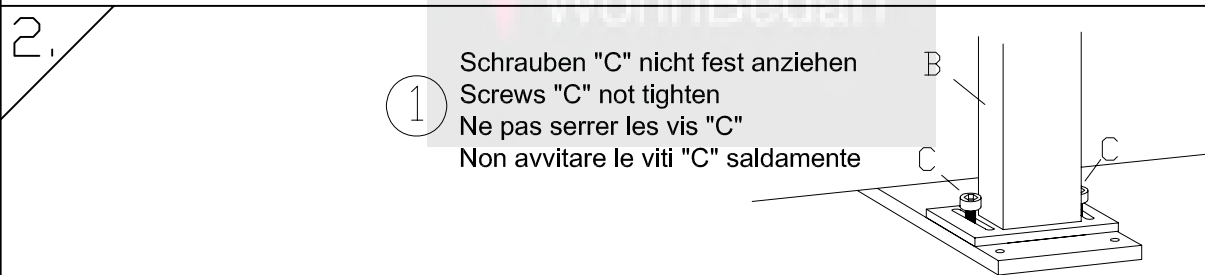 2.
WohnBedarf
Schrauben "C" nicht fest anziehen
B
1
Screws "C" not tighten
Ne pas serrer les vis "C"
Non avvitare le viti "C" saldamente
C
C